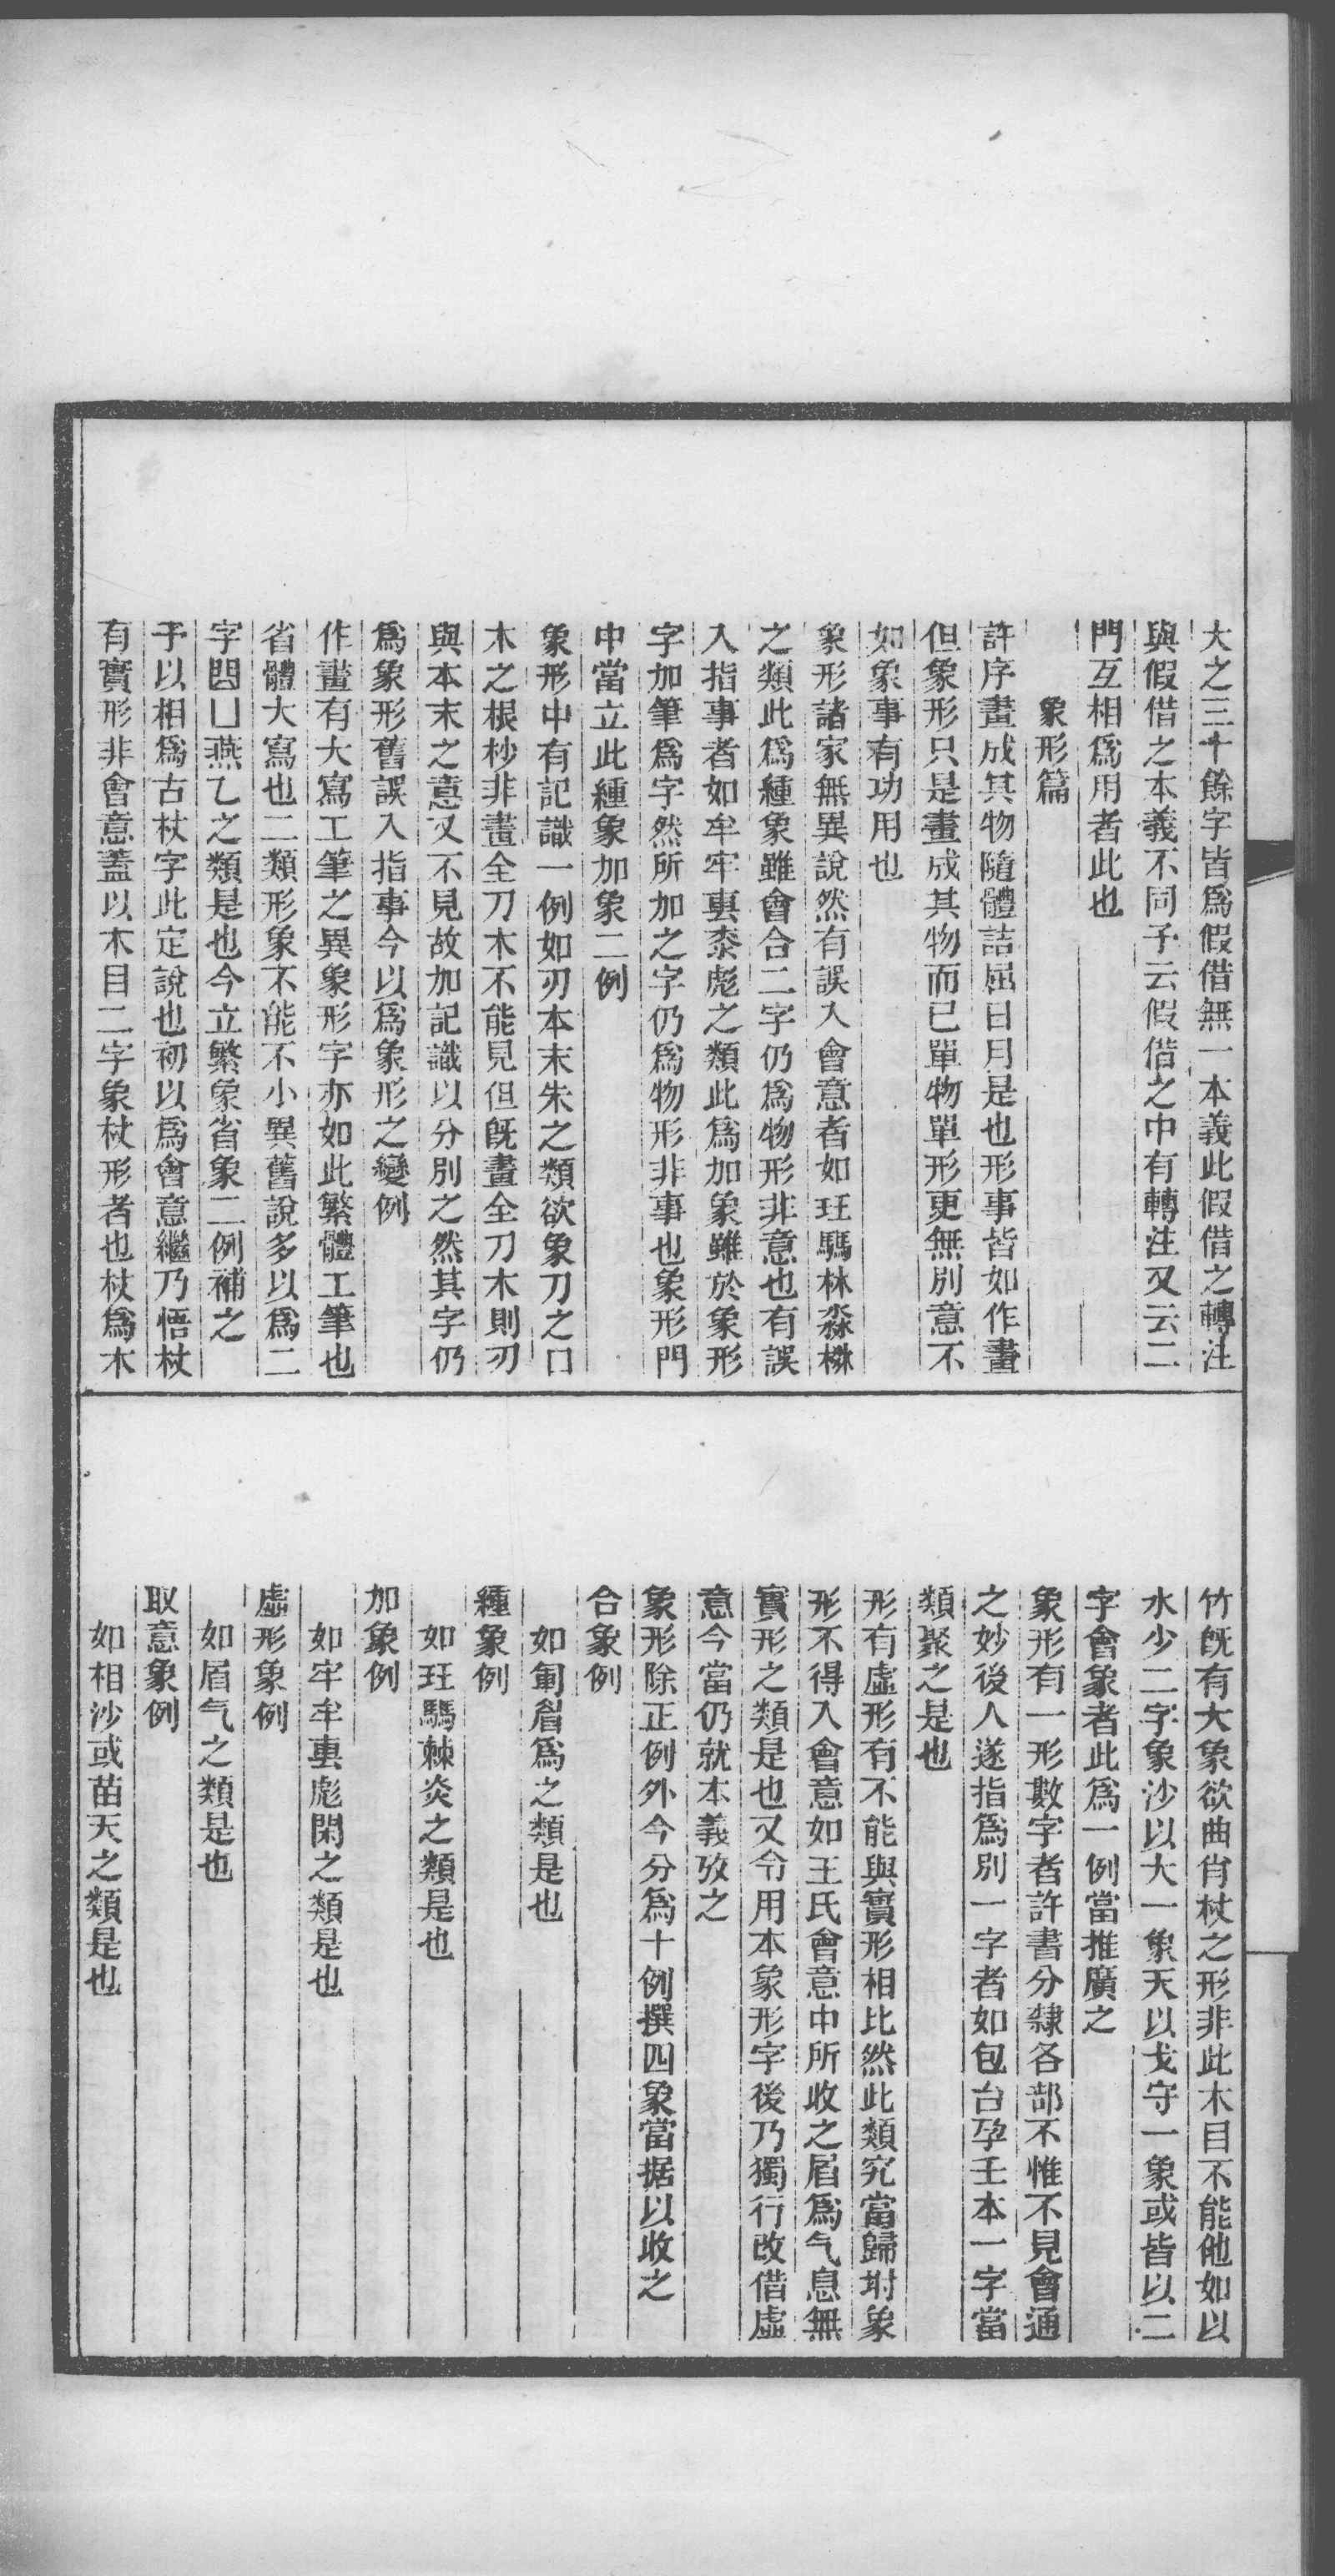 大之三十餘字皆爲假借無一本義此假借之轉注
與假借之本義不同予云假借之中有轉注又云二
門互相爲用者此也
象形篇
許序畫成其物隨體詰屈日月是也形事皆如作畫
但象形只是畫成其物而已單物單形更無別意不
如象事有功用也
象形諸家無異說然有誤入會意者如玨騳林淼棥
之類此爲緟象雖會合二字仍爲物形非意也有誤
入指事者如牟牢叀桼彪之類此爲加象雖於象形
字加筆爲字然所加之字仍爲物形非事也象形門
中當立此緟象加象二例
象形中有記識一例如刃本末朱之類欲象刀之口
木之根杪非畫全刀木不能見但旣畫全刀木則刃
與本末之意又不見故加記識以分別之然其字仍
爲象形舊誤入指事今以爲象形之變例
作畫有大寫工筆之異象形字亦如此繁體工筆也
省體大寫也二類形象不能不小異舊說多以爲二
字𠙴凵燕乙之類是也今立繁象省象二例補之
予以相爲古杖字此定說也初以爲會意繼乃悟杖
有實形非會意蓋以木目二字象杖形者也杖爲木
竹旣有大象欲曲肖杖之形非此木目不能他如以
水少二字象沙以大一象天以戈守一象或皆以二
字會象者此爲一例當推廣之
象形有一形數字者許書分隸各部不惟不見會通
之妙後人遂指爲別一字者如包台孕壬本一字當
類聚之是也
形有虛形有不能與實形相比然此類究當歸坿象
形不得入會意如王氏會意中所收之眉爲气息無
實形之類是也又令用本象形字後乃獨行改借虛
意今當仍就本義攷之
象形除正例外今分爲十例撰四象當据以收之
合象例
如眉爲之類是也
緟象例
如玨騳棘炎之類是也
加象例
如牢牟叀彪閑之類是也
虛形象例
如眉气之類是也
取意象例
如相沙或苗天之類是也